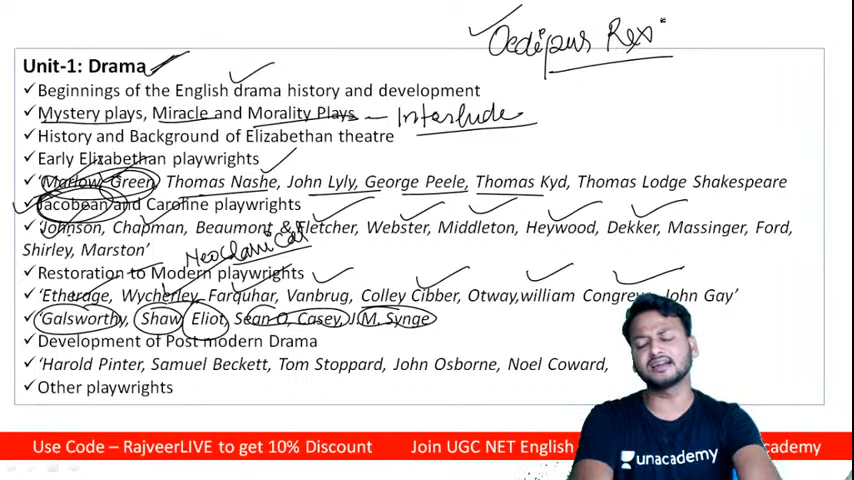 Oedipus Rex
Unit-1: Drama
✓Beginnings of the English drama history and development
✓Mystery plays, Miracle and Morality Plays – Interlude
✓History and Background of Elizabethan theatre
✓Early Elizabethan playwrights
✓'Marlow Green, Thomas Nashe, John Lyly, George Peele, Thomas Kyd, Thomas Lodge Shakespeare
✓Jacobean and Caroline playwrights
✓'Johnson, Chapman, Beaumont & Fletcher, Webster, Middleton, Heywood, Dekker, Massinger, Ford,
Shirley, Marston'
Neoclassical
✓Restoration to Modern playwrights
✓'Etherage, Wycherley, Farquhar, Vanbrug, Colley Cibber, Otway,william Congreve, John Gay'
✓'Galsworthy, Shaw, Eliot, Sean O, Casey, J.M, Synge
✓Development of Post modern Drama
✓'Harold Pinter, Samuel Beckett, Tom Stoppard, John Osborne, Noel Coward,
✓Other playwrights
Use Code – RajveerLIVE to get 10% Discount
Join UGC NET English
unacademy